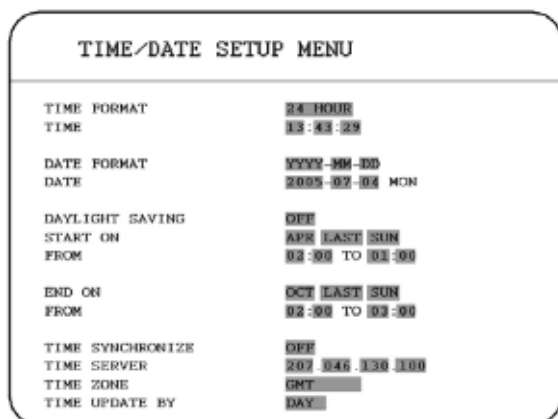 TIME/DATE SETUP MENU
TIME FORMAT 24 HOUR
TIME 13:43:29
DATE FORMAT YYYY-MM-DD
DATE 2005-07-04 MON
DAYLIGHT SAVING OFF
START ON APR LAST SUN
FROM 02:00 TO 01:00
END ON OCT LAST SUN
FROM 02:00 TO 03:00
TIME SYNCHRONIZE OFF
TIME SERVER 207.046.130.100
TIME ZONE GMT
TIME UPDATE BY DAY